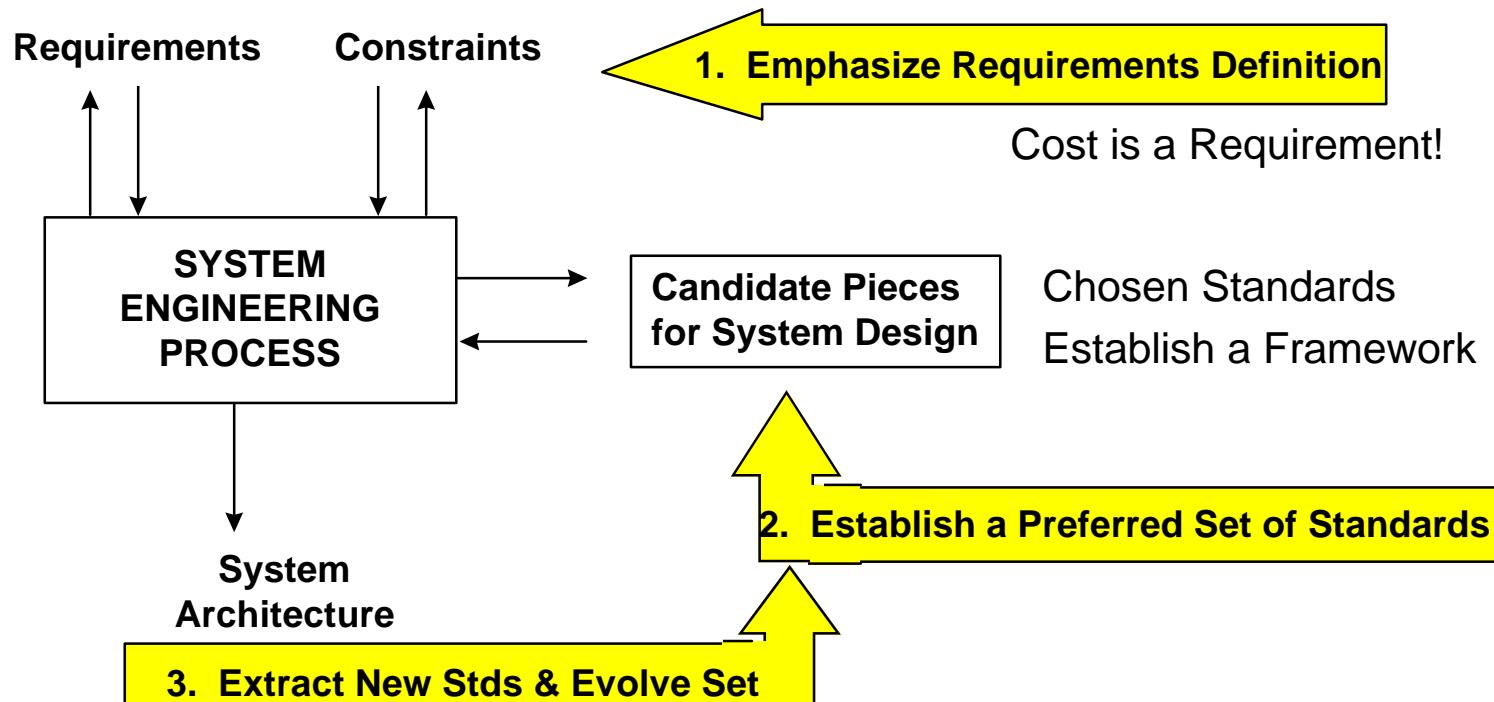 Requirements
Constraints
1. Emphasize Requirements Definition
Cost is a Requirement!
SYSTEM
ENGINEERING
PROCESS
Candidate Pieces
for System Design
Chosen Standards
Establish a Framework
2. Establish a Preferred Set of Standards
System
Architecture
3. Extract New Stds & Evolve Set